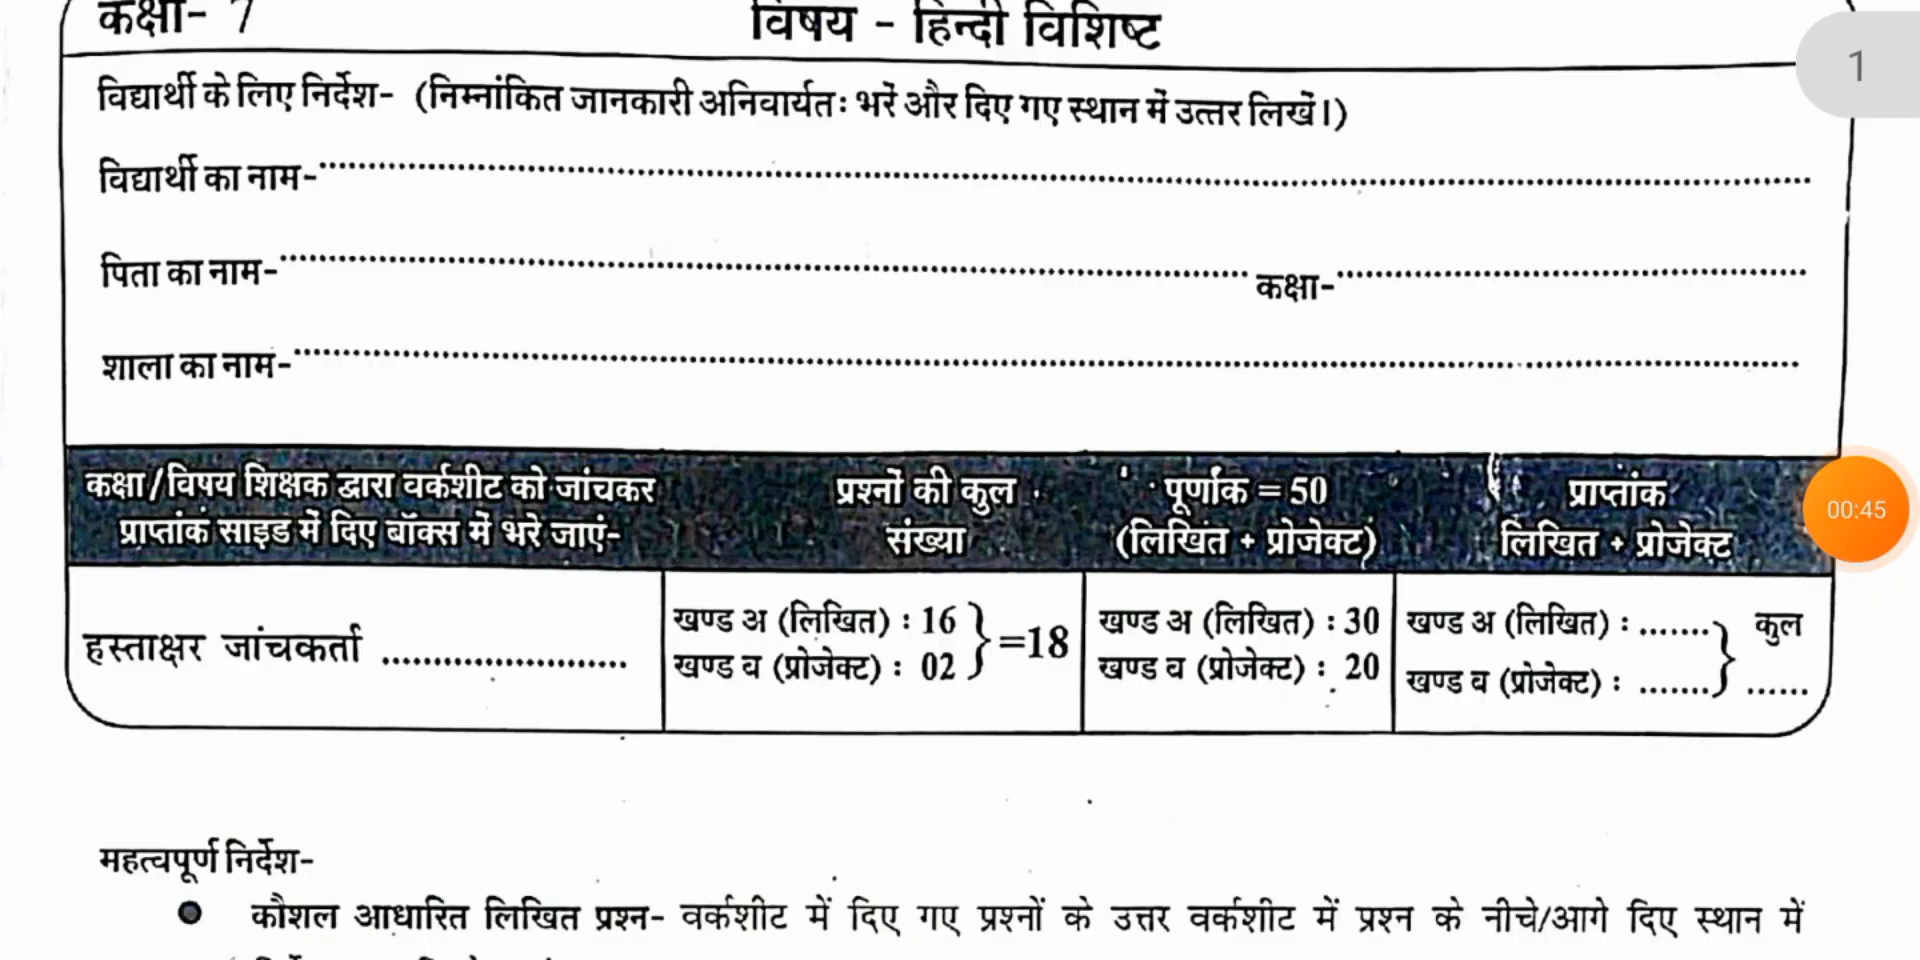 कक्षा- 7 विषय - हिन्दी विशिष्ट
1
विद्यार्थी के लिए निर्देश- (निम्नांकित जानकारी अनिवार्यतः भरें और दिए गए स्थान में उत्तर लिखें।)
विद्यार्थी का नाम-
पिता का नाम- कक्षा-
शाला का नाम-
कक्षा/विषय शिक्षक द्वारा वर्कशीट को जांचकर
प्राप्तांक साइड में दिए बॉक्स में भरे जाएं-
प्रश्नों की कुल
संख्या
पूर्णांक = 50
(लिखित + प्रोजेक्ट)
प्राप्तांक
लिखित + प्रोजेक्ट
00:45
हस्ताक्षर जांचकर्ता ........................
खण्ड अ (लिखित) : 16
खण्ड व (प्रोजेक्ट) : 02
=18
खण्ड अ (लिखित) : 30
खण्ड व (प्रोजेक्ट) : 20
खण्ड अ (लिखित) : ....... कुल
खण्ड व (प्रोजेक्ट) : ....... ......
महत्वपूर्ण निर्देश-
● कौशल आधारित लिखित प्रश्न- वर्कशीट में दिए गए प्रश्नों के उत्तर वर्कशीट में प्रश्न के नीचे/आगे दिए स्थान में